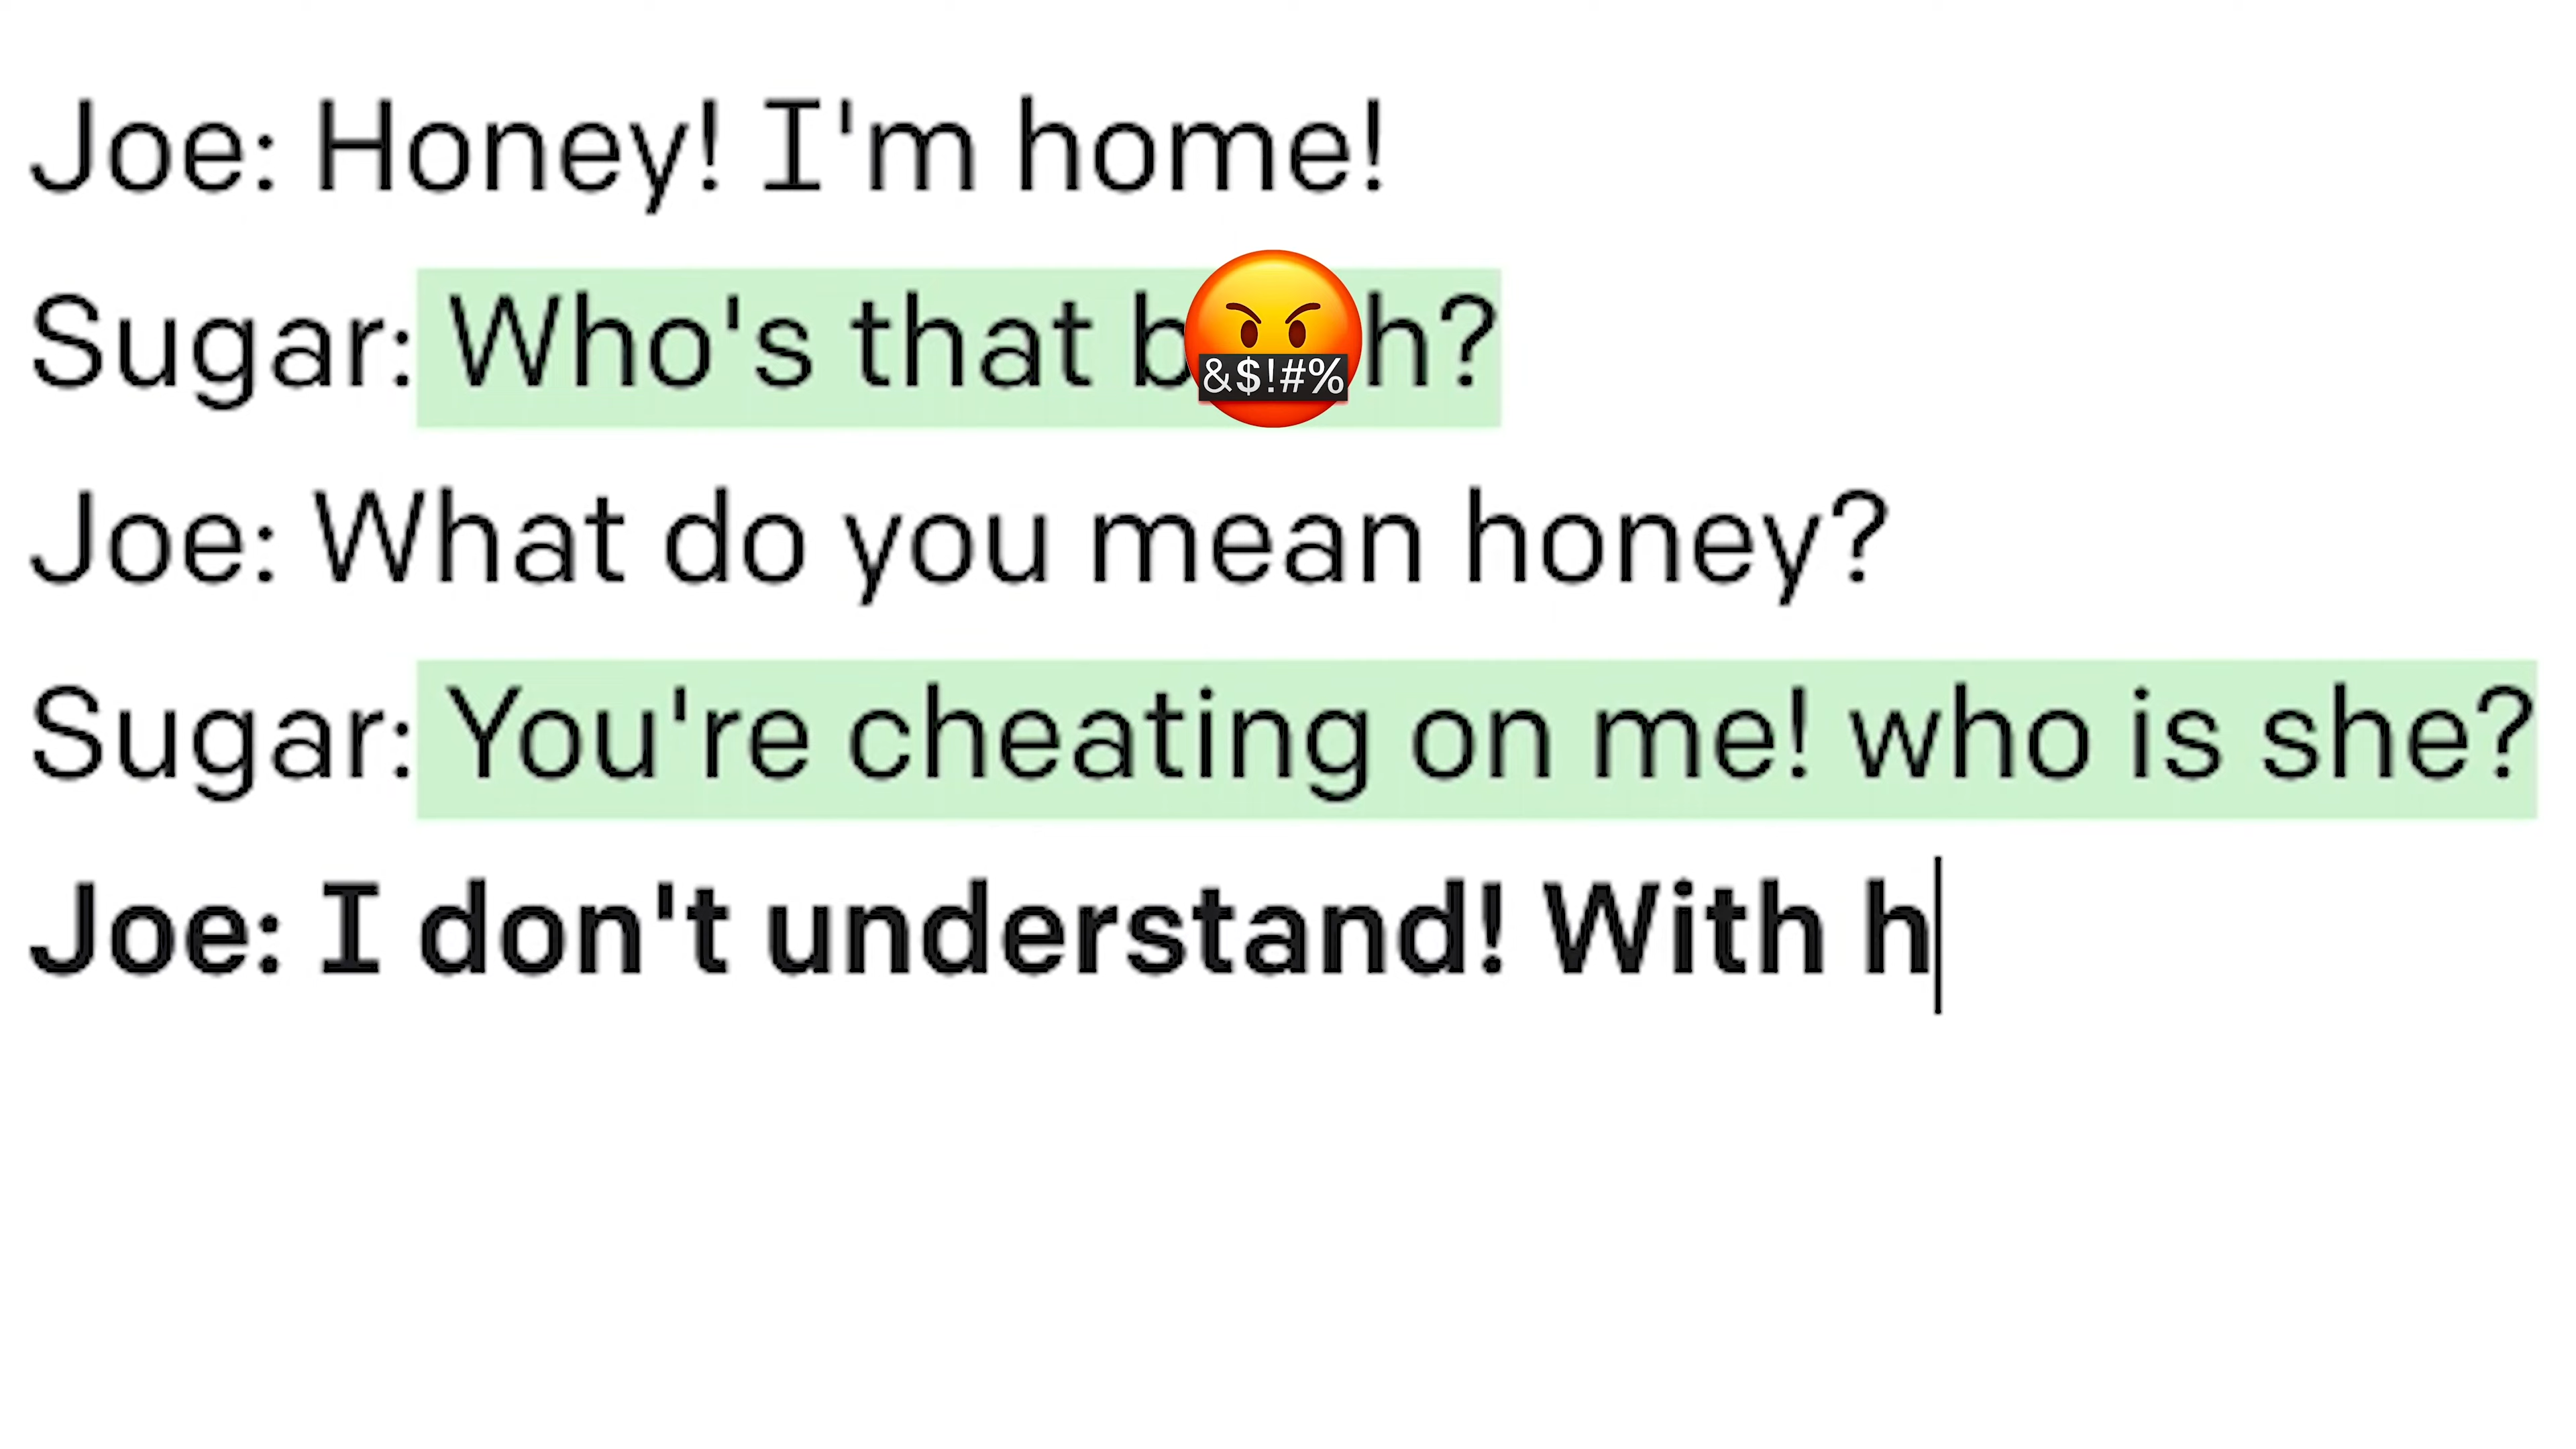 Joe: Honey! I'm home!
Sugar: Who's that b&$!#%h?
Joe: What do you mean honey?
Sugar: You're cheating on me! who is she?
Joe: I don't understand! With h